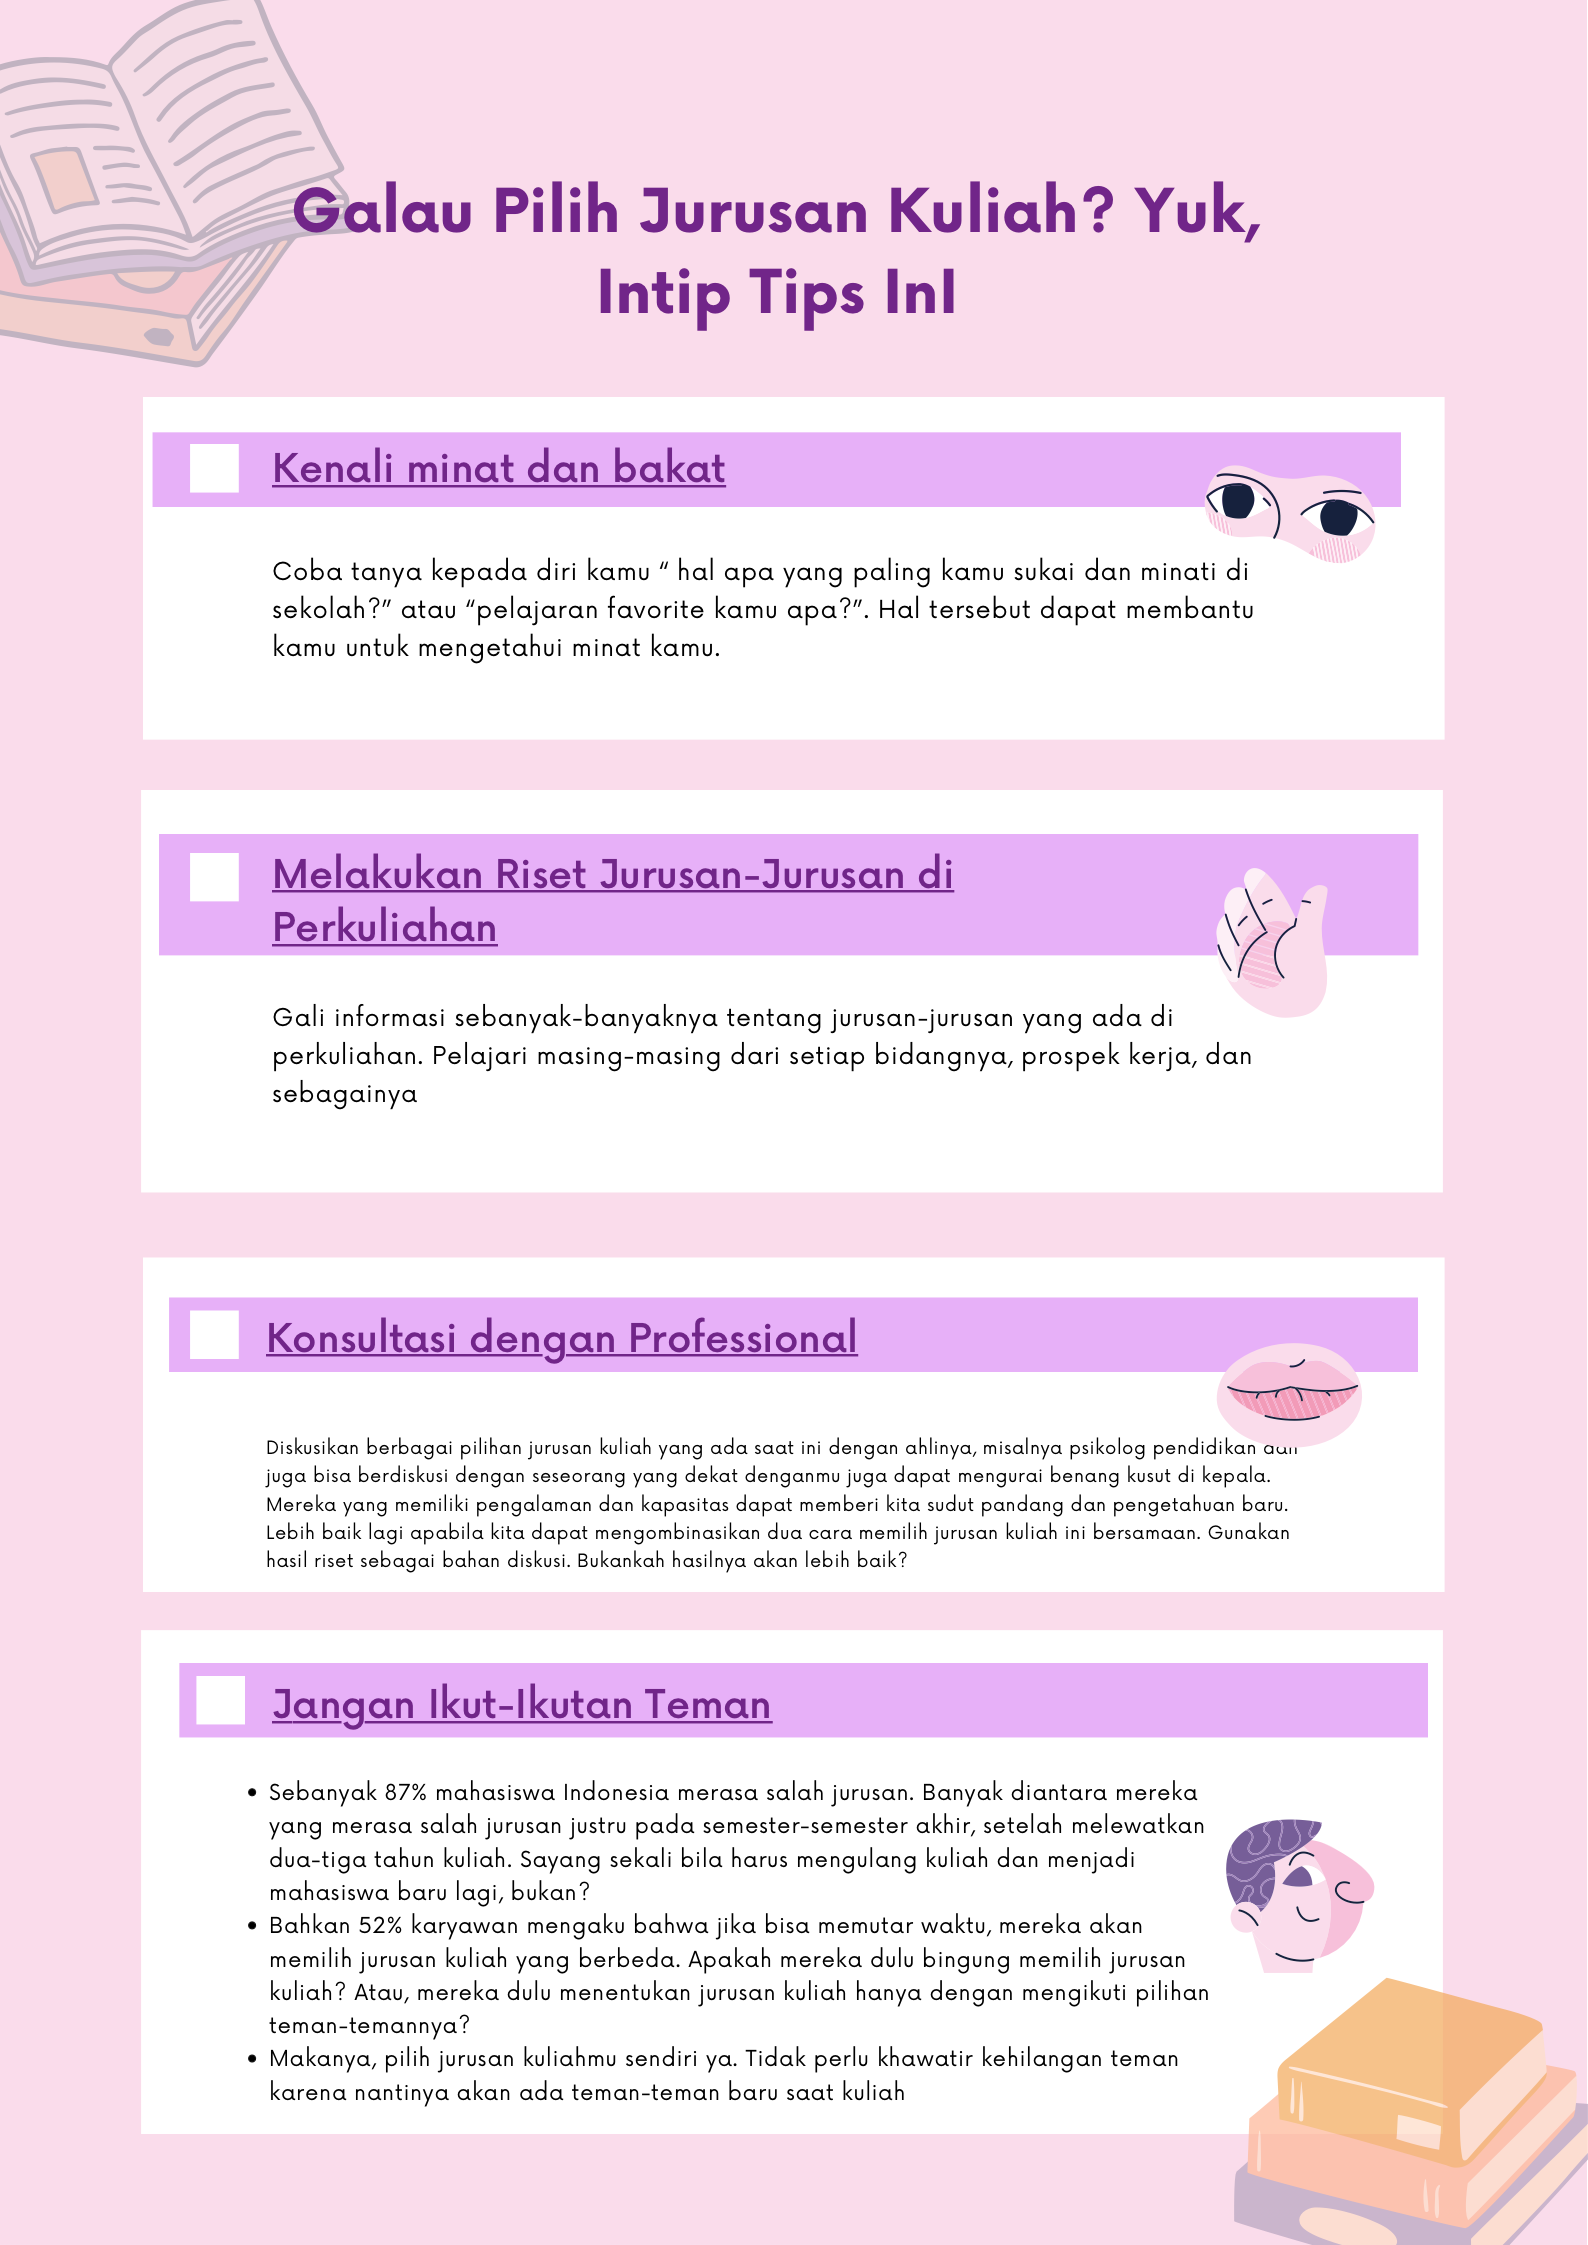 Galau Pilih Jurusan Kuliah? Yuk,
Intip Tips InI
Kenali minat dan bakat
Coba tanya kepada diri kamu “ hal apa yang paling kamu sukai dan minati di
sekolah?” atau “pelajaran favorite kamu apa?”. Hal tersebut dapat membantu
kamu untuk mengetahui minat kamu.
Melakukan Riset Jurusan-Jurusan di
Perkuliahan
Gali informasi sebanyak-banyaknya tentang jurusan-jurusan yang ada di
perkuliahan. Pelajari masing-masing dari setiap bidangnya, prospek kerja, dan
sebagainya
Konsultasi dengan Professional
Diskusikan berbagai pilihan jurusan kuliah yang ada saat ini dengan ahlinya, misalnya psikolog pendidikan dan
juga bisa berdiskusi dengan seseorang yang dekat denganmu juga dapat mengurai benang kusut di kepala.
Mereka yang memiliki pengalaman dan kapasitas dapat memberi kita sudut pandang dan pengetahuan baru.
Lebih baik lagi apabila kita dapat mengombinasikan dua cara memilih jurusan kuliah ini bersamaan. Gunakan
hasil riset sebagai bahan diskusi. Bukankah hasilnya akan lebih baik?
Jangan Ikut-Ikutan Teman
• Sebanyak 87% mahasiswa Indonesia merasa salah jurusan. Banyak diantara mereka
yang merasa salah jurusan justru pada semester-semester akhir, setelah melewatkan
dua-tiga tahun kuliah. Sayang sekali bila harus mengulang kuliah dan menjadi
mahasiswa baru lagi, bukan?
• Bahkan 52% karyawan mengaku bahwa jika bisa memutar waktu, mereka akan
memilih jurusan kuliah yang berbeda. Apakah mereka dulu bingung memilih jurusan
kuliah? Atau, mereka dulu menentukan jurusan kuliah hanya dengan mengikuti pilihan
teman-temannya?
• Makanya, pilih jurusan kuliahmu sendiri ya. Tidak perlu khawatir kehilangan teman
karena nantinya akan ada teman-teman baru saat kuliah